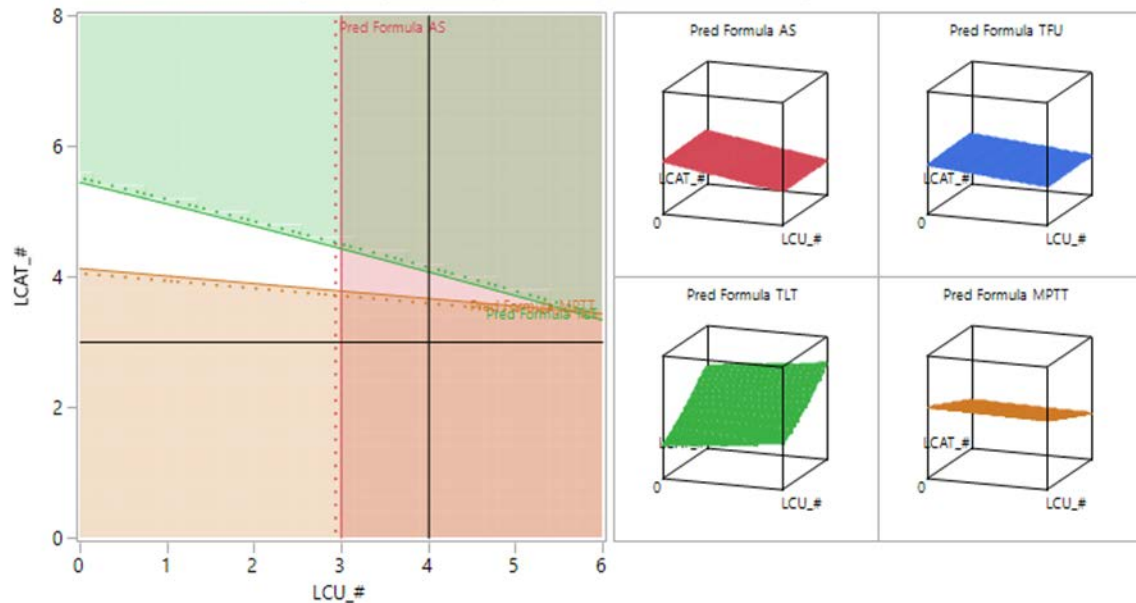 8
6
4
2
0
LCAT_#
0
1
2
3
4
5
6
LCU_#
Pred Formula AS
Pred Formula MPTT
Pred Formula TLT
Pred Formula AS
LCAT_#
0
LCU_#
Pred Formula TFU
LCAT_#
0
LCU_#
Pred Formula TLT
0
LCU_#
Pred Formula MPTT
LCAT_#
0
LCU_#